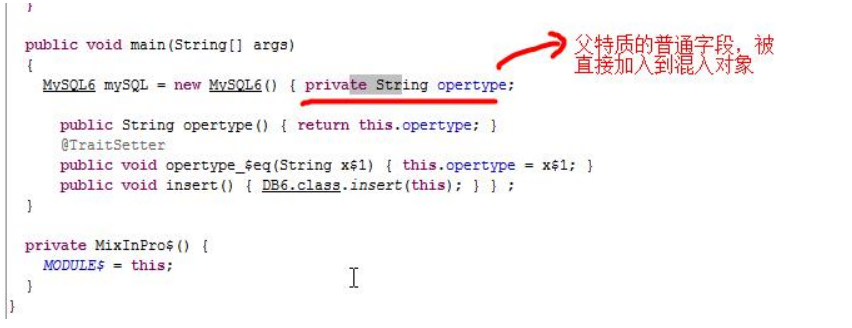 }
public void main(String[] args)
{
MySQL6 mySQL = new MySQL6() { private String opertype;
父特质的普通字段，被
直接加入到混入对象
public String opertype() { return this.opertype; }
@TraitSetter
public void opertype_$eq(String x$1) { this.opertype = x$1; }
public void insert() { DB6.class.insert(this); } } ;
}
private MixInPro$() {
MODULE$ = this;
}
}